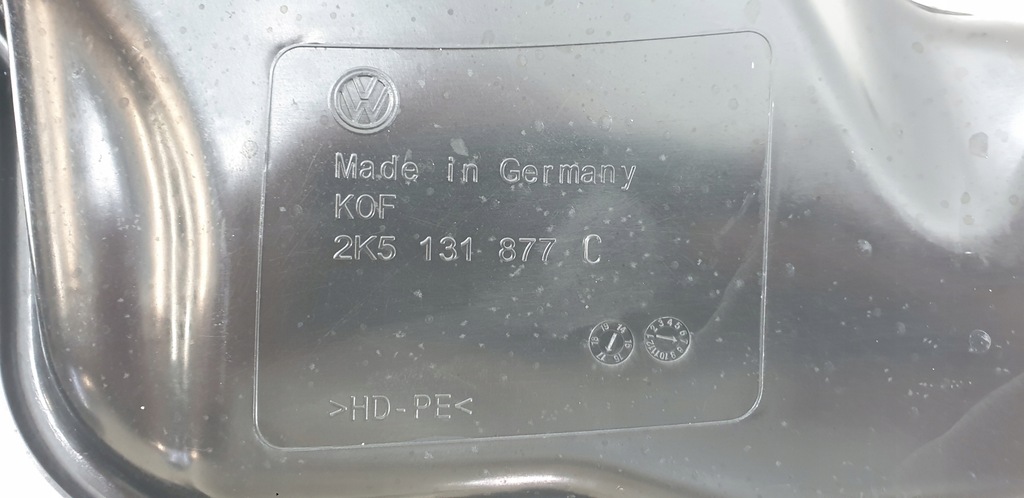 Made in Germany
KOF
2K5 131 877 C
>HD-PE<